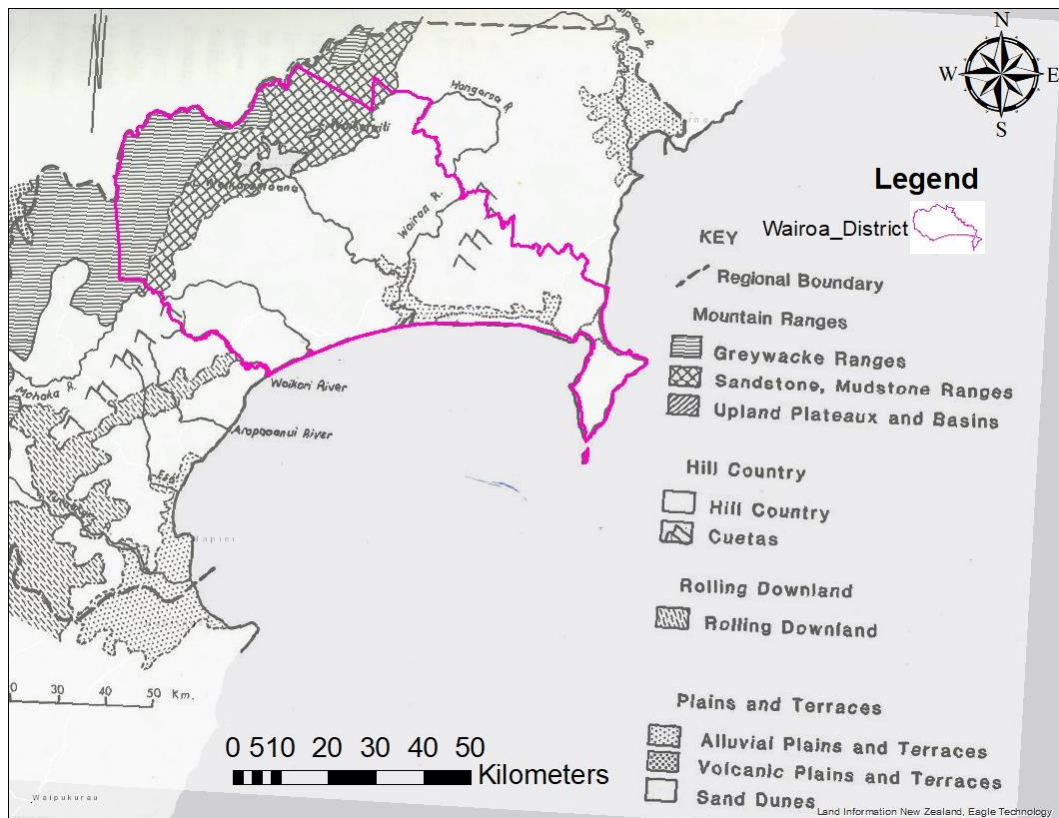 N
W E
S
Hangaroa R.
Waikaremoana
Wairoa R.
Legend
Wairoa_District
KEY
Regional Boundary
Mountain Ranges
Greywacke Ranges
Sandstone, Mudstone Ranges
Upland Plateaux and Basins
Mohaka R.
Waikari River
Arapaoanui River
Hill Country
Hill Country
Cuetas
Napier
Rolling Downland
Rolling Downland
0 30 40 50 Km.
Plains and Terraces
Alluvial Plains and Terraces
Volcanic Plains and Terraces
Sand Dunes
0 5 10 20 30 40 50
Kilometers
Waipukurau
Land Information New Zealand, Eagle Technology